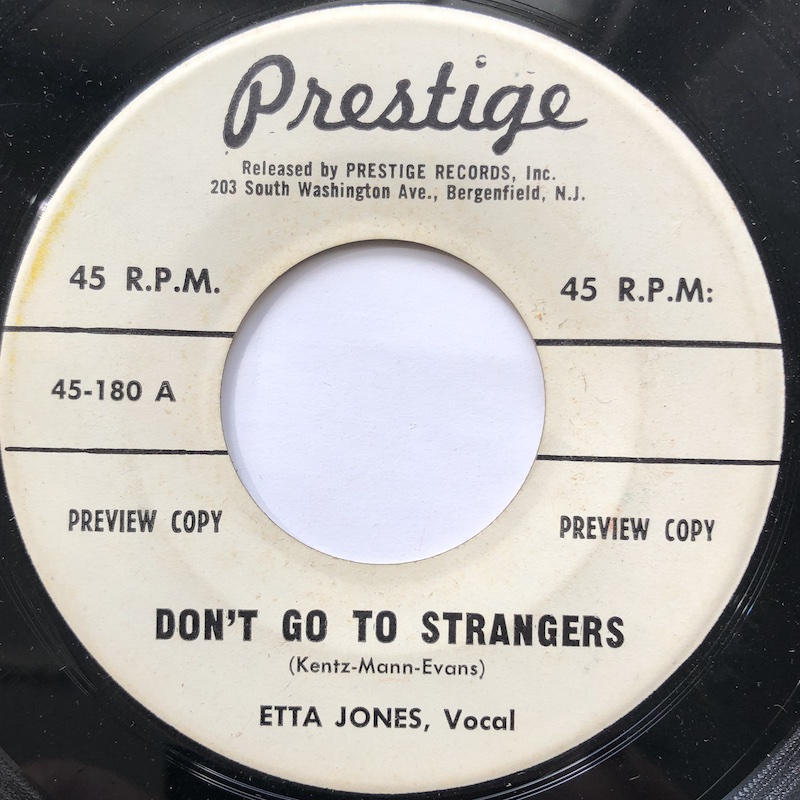 Prestige
Released by PRESTIGE RECORDS, Inc.
203 South Washington Ave., Bergenfield, N.J.
45 R.P.M.
45 R.P.M:
45-180 A
PREVIEW COPY
PREVIEW COPY
DON'T GO TO STRANGERS
(Kentz-Mann-Evans)
ETTA JONES, Vocal